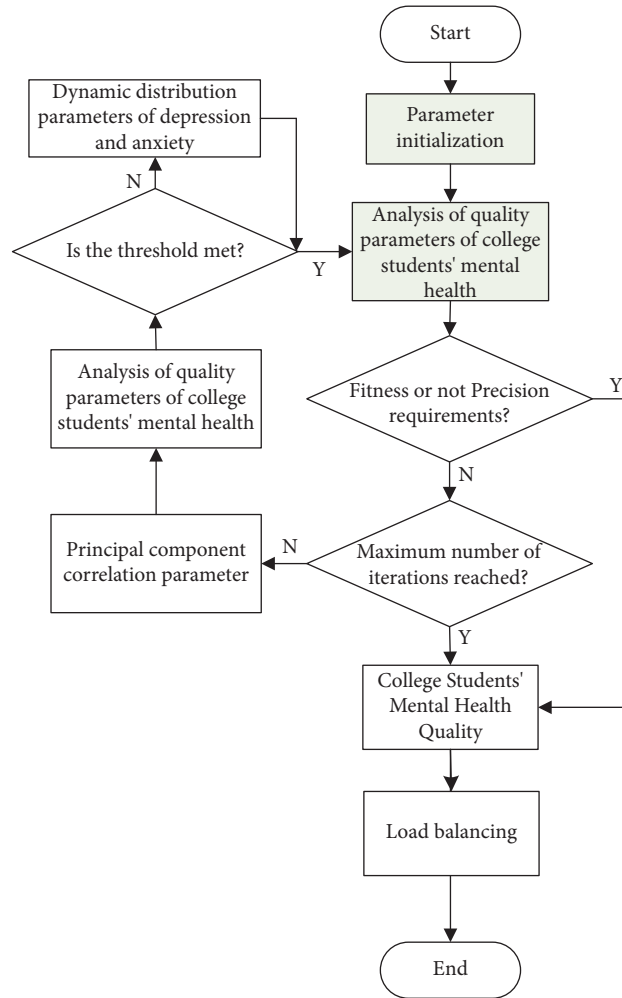 Start
Parameter
initialization
Dynamic distribution
parameters of depression
and anxiety
N
Is the threshold met?
Y
Analysis of quality
parameters of college
students' mental
health
Analysis of quality
parameters of college
students' mental health
Fitness or not Precision
requirements?
Y
N
Principal component
correlation parameter
N
Maximum number of
iterations reached?
Y
College Students'
Mental Health
Quality
Load balancing
End